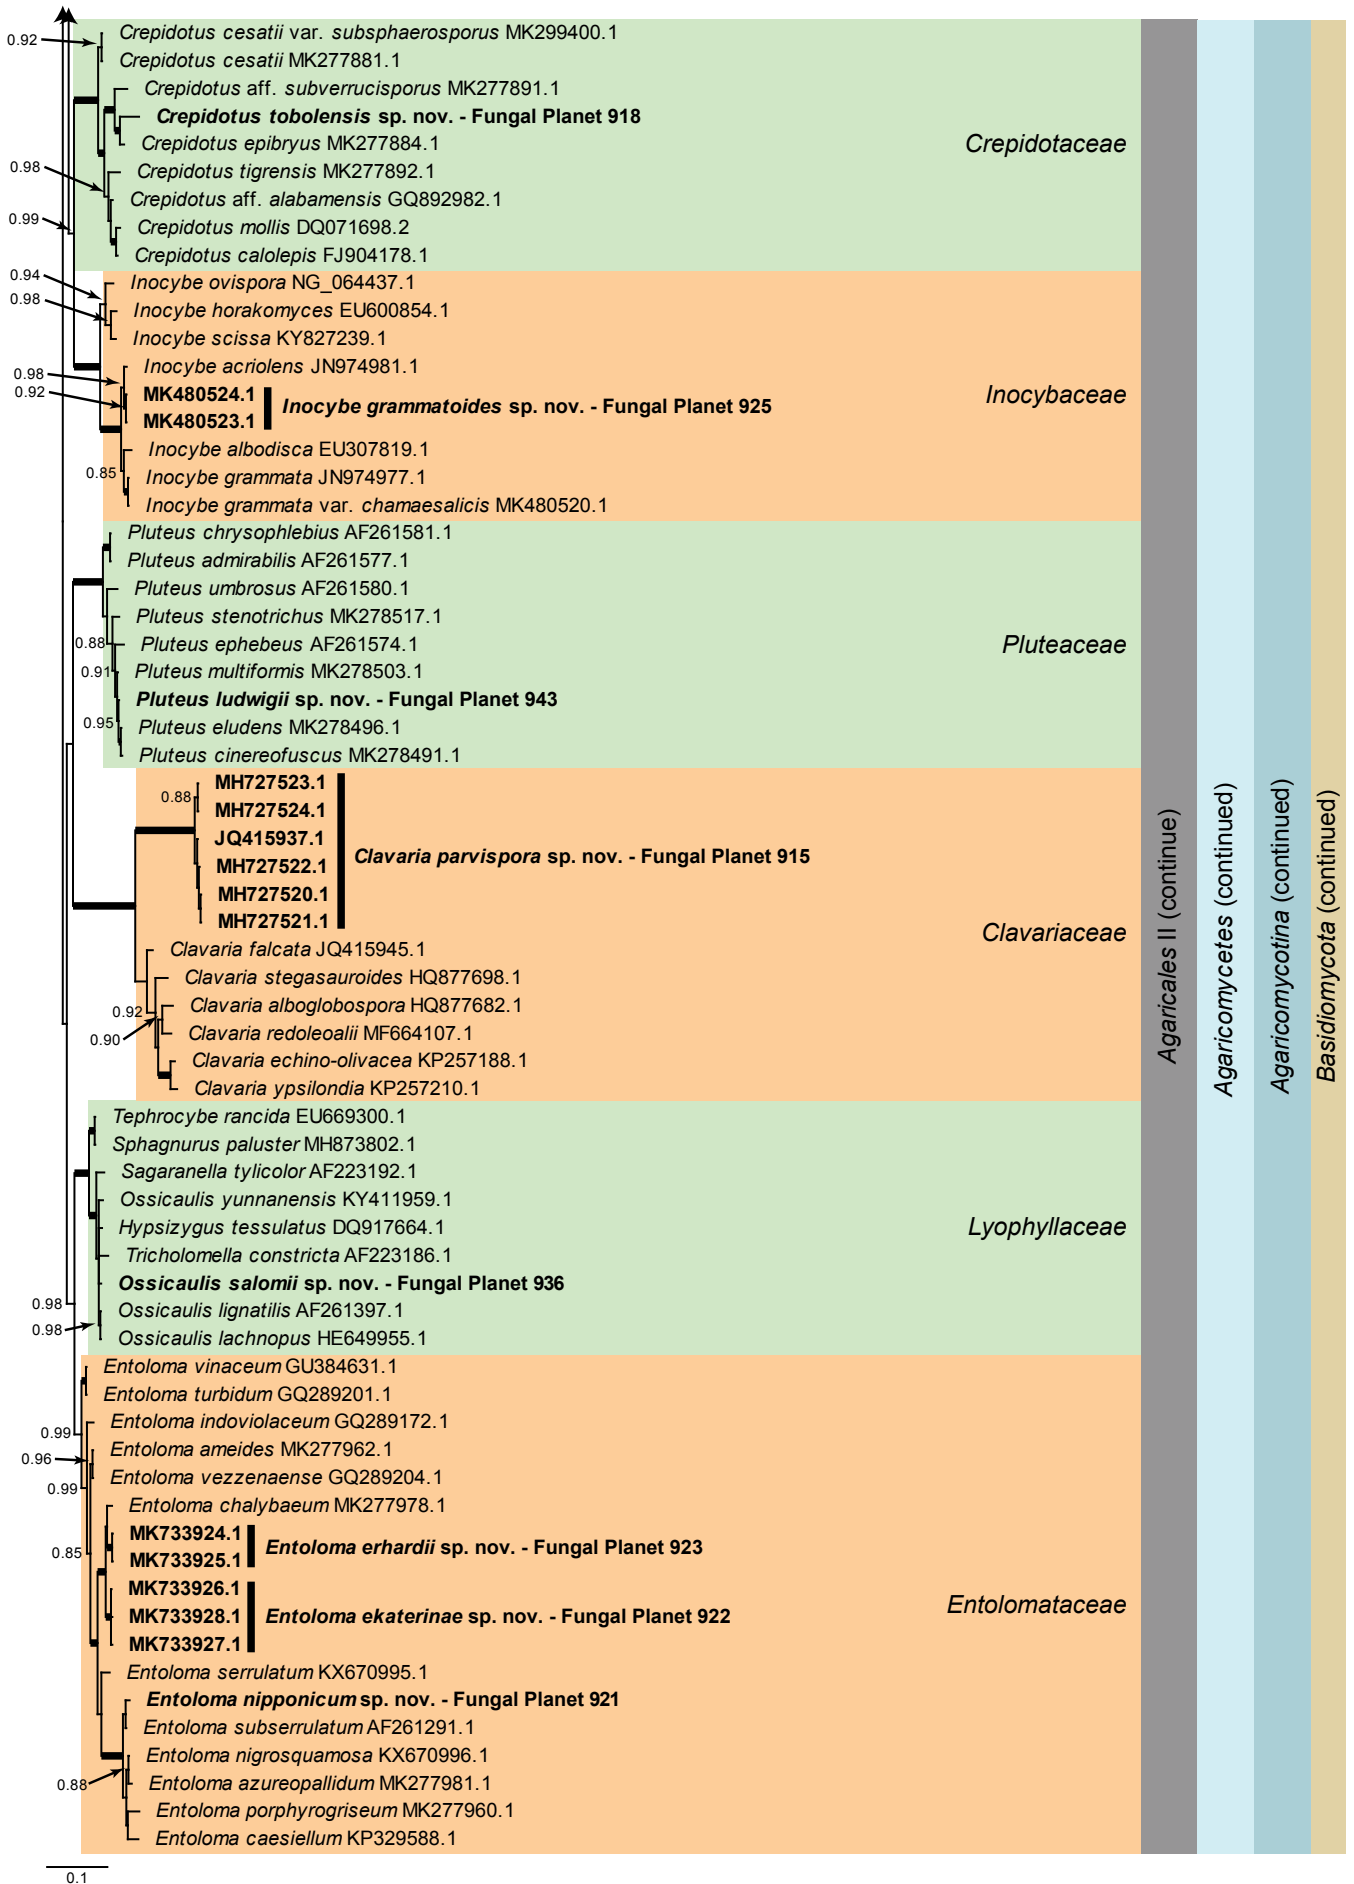 0.92
Crepidotus cesatii var. subsphaerosporus MK299400.1
Crepidotus cesatii MK277881.1
Crepidotus aff. subverrucisporus MK277891.1
Crepidotus tobolensis sp. nov. - Fungal Planet 918
Crepidotus epibryus MK277884.1
Crepidotaceae
0.98
Crepidotus tigrensis MK277892.1
Crepidotus aff. alabamensis GQ892982.1
0.99
Crepidotus mollis DQ071698.2
Crepidotus calolepis FJ904178.1
0.94
Inocybe ovispora NG_064437.1
0.98
Inocybe horakomyces EU600854.1
Inocybe scissa KY827239.1
Inocybe acriolens JN974981.1
0.98
0.92
MK480524.1
MK480523.1
Inocybe grammatoides sp. nov. - Fungal Planet 925
Inocybaceae
Inocybe albodisca EU307819.1
0.85
Inocybe grammata JN974977.1
Inocybe grammata var. chamaesalicis MK480520.1
Pluteus chrysophlebius AF261581.1
Pluteus admirabilis AF261577.1
Pluteus umbrosus AF261580.1
Pluteus stenotrichus MK278517.1
0.88
Pluteus ephebeus AF261574.1
Pluteaceae
0.91
Pluteus multiformis MK278503.1
Pluteus ludwigii sp. nov. - Fungal Planet 943
0.95
Pluteus eludens MK278496.1
Pluteus cinereofuscus MK278491.1
0.88
MH727523.1
MH727524.1
JQ415937.1
MH727522.1
MH727520.1
MH727521.1
Clavaria parvispora sp. nov. - Fungal Planet 915
Clavariaceae
Clavaria falcata JQ415945.1
Clavaria stegasauroides HQ877698.1
0.92
Clavaria alboglobospora HQ877682.1
0.90
Clavaria redoleoalii MF664107.1
Clavaria echino-olivacea KP257188.1
Clavaria ypsilondia KP257210.1
Tephrocybe rancida EU669300.1
Sphagnurus paluster MH873802.1
Sagaranella tylicolor AF223192.1
Ossicaulis yunnanensis KY411959.1
Hypsizygus tessulatus DQ917664.1
Lyophyllaceae
Tricholomella constricta AF223186.1
Ossicaulis salomii sp. nov. - Fungal Planet 936
0.98
Ossicaulis lignatilis AF261397.1
0.98
Ossicaulis lachnopus HE649955.1
Entoloma vinaceum GU384631.1
Entoloma turbidum GQ289201.1
Entoloma indoviolaceum GQ289172.1
0.99
Entoloma ameides MK277962.1
0.96
Entoloma vezzenaense GQ289204.1
0.99
Entoloma chalybaeum MK277978.1
MK733924.1
MK733925.1
Entoloma erhardii sp. nov. - Fungal Planet 923
0.85
MK733926.1
MK733928.1
MK733927.1
Entoloma ekaterinae sp. nov. - Fungal Planet 922
Entolomataceae
Entoloma serrulatum KX670995.1
Entoloma nipponicum sp. nov. - Fungal Planet 921
Entoloma subserrulatum AF261291.1
Entoloma nigrosquamosa KX670996.1
0.88
Entoloma azureopallidum MK277981.1
Entoloma porphyrogriseum MK277960.1
Entoloma caesiellum KP329588.1
0.1
Agaricales II (continue)
Agaricomycetes (continued)
Agaricomycotina (continued)
Basidiomycota (continued)